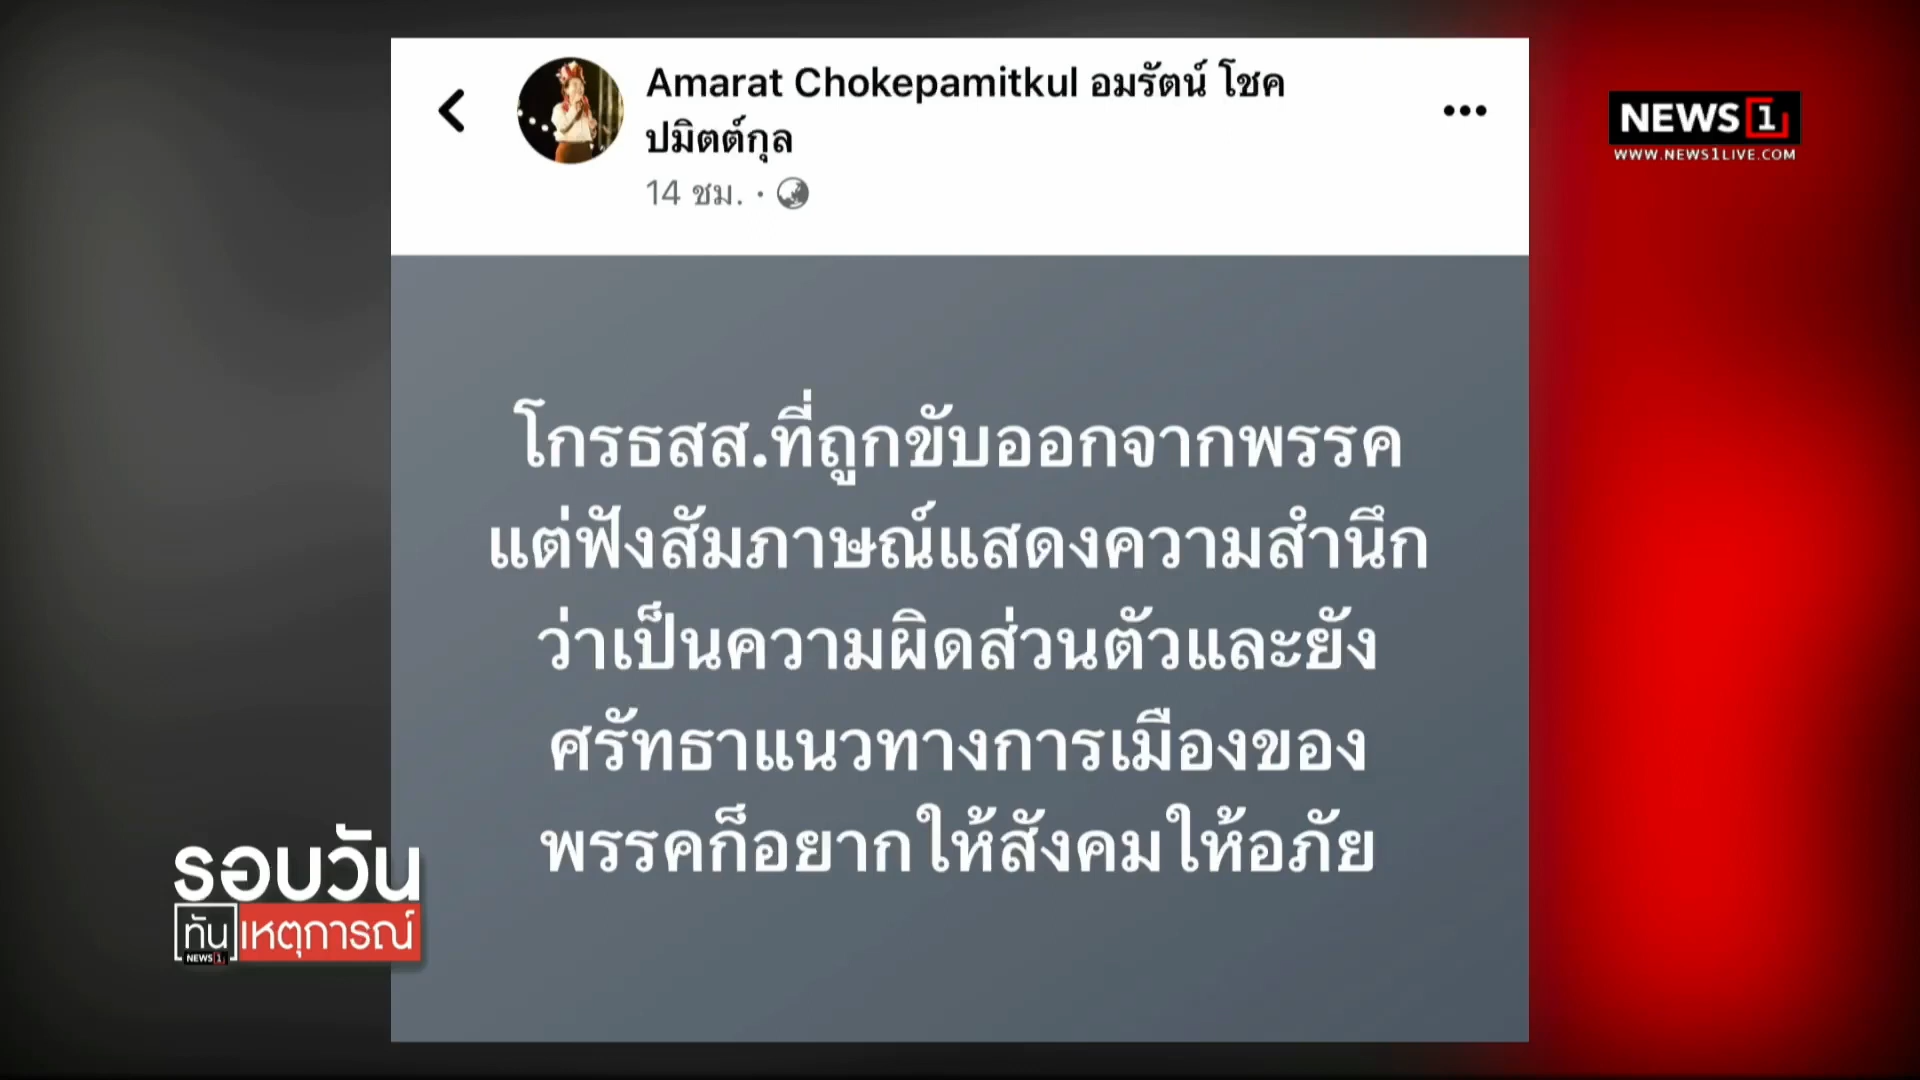 Amarat Chokepamitkul อมรัตน์ โชค
ปมิตต์กุล
14 ชม. ·
NEWS 1
WWW.NEWS1LIVE.COM
โกรธสส.ที่ถูกขับออกจากพรรค
แต่ฟังสัมภาษณ์แสดงความสำนึก
ว่าเป็นความผิดส่วนตัวและยัง
ศรัทธาแนวทางการเมืองของ
พรรคก็อยากให้สังคมให้อภัย
รอบวัน
ทัน เหตุการณ์
NEWS 1